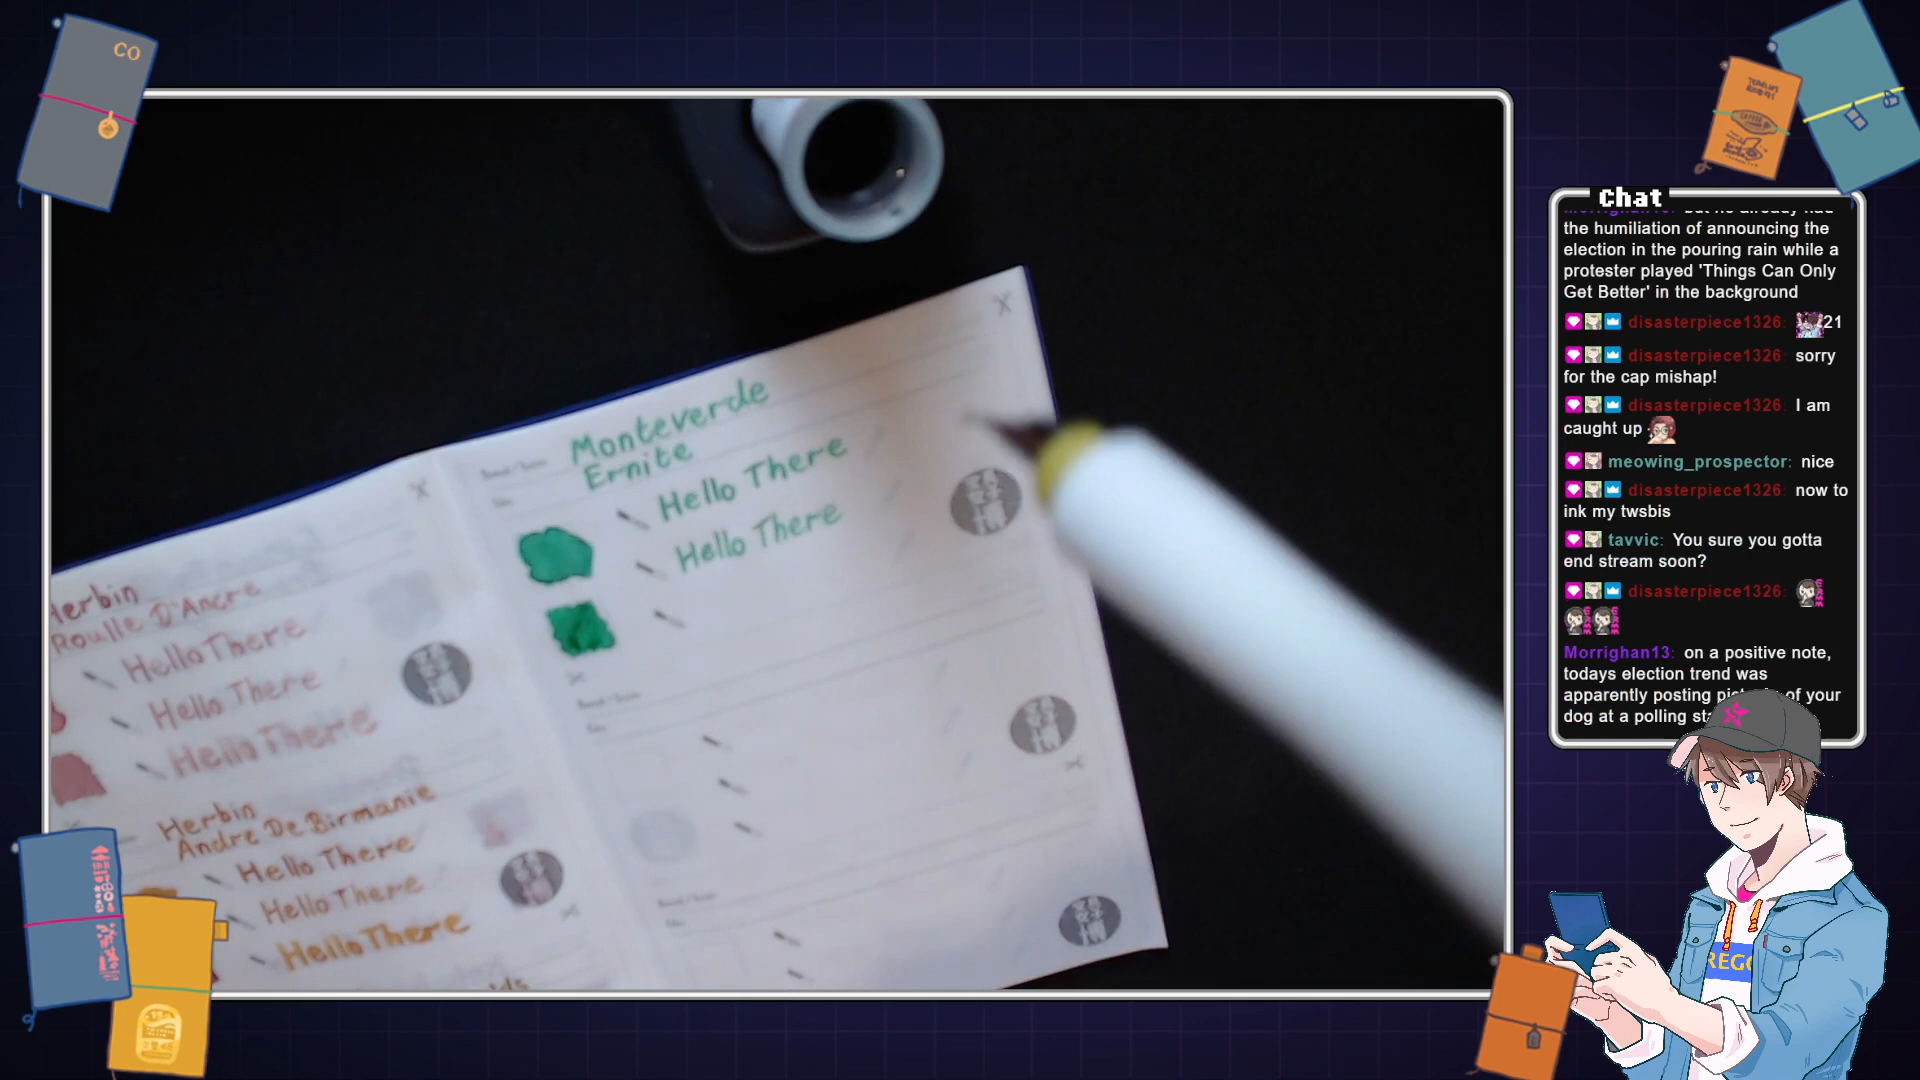 CO
chat
the humiliation of announcing the
election in the pouring rain while a
protester played 'Things Can Only
Get Better' in the background
disasterpiece1326: 21
disasterpiece1326: sorry
for the cap mishap!
disasterpiece1326: I am
caught up
meowing_prospector: nice
disasterpiece1326: now to
ink my twsbis
tavvic: You sure you gotta
end stream soon?
disasterpiece1326:
Morrighan13: on a positive note,
todays election trend was
apparently posting of your
dog at a polling
Monteverde
Ernite
Hello There
Hello There
Herbin
Roulle D'Ancre
Hello There
Hello There
Hello There
Herbin
Andre De Birmanie
Hello There
Hello There
Hello There